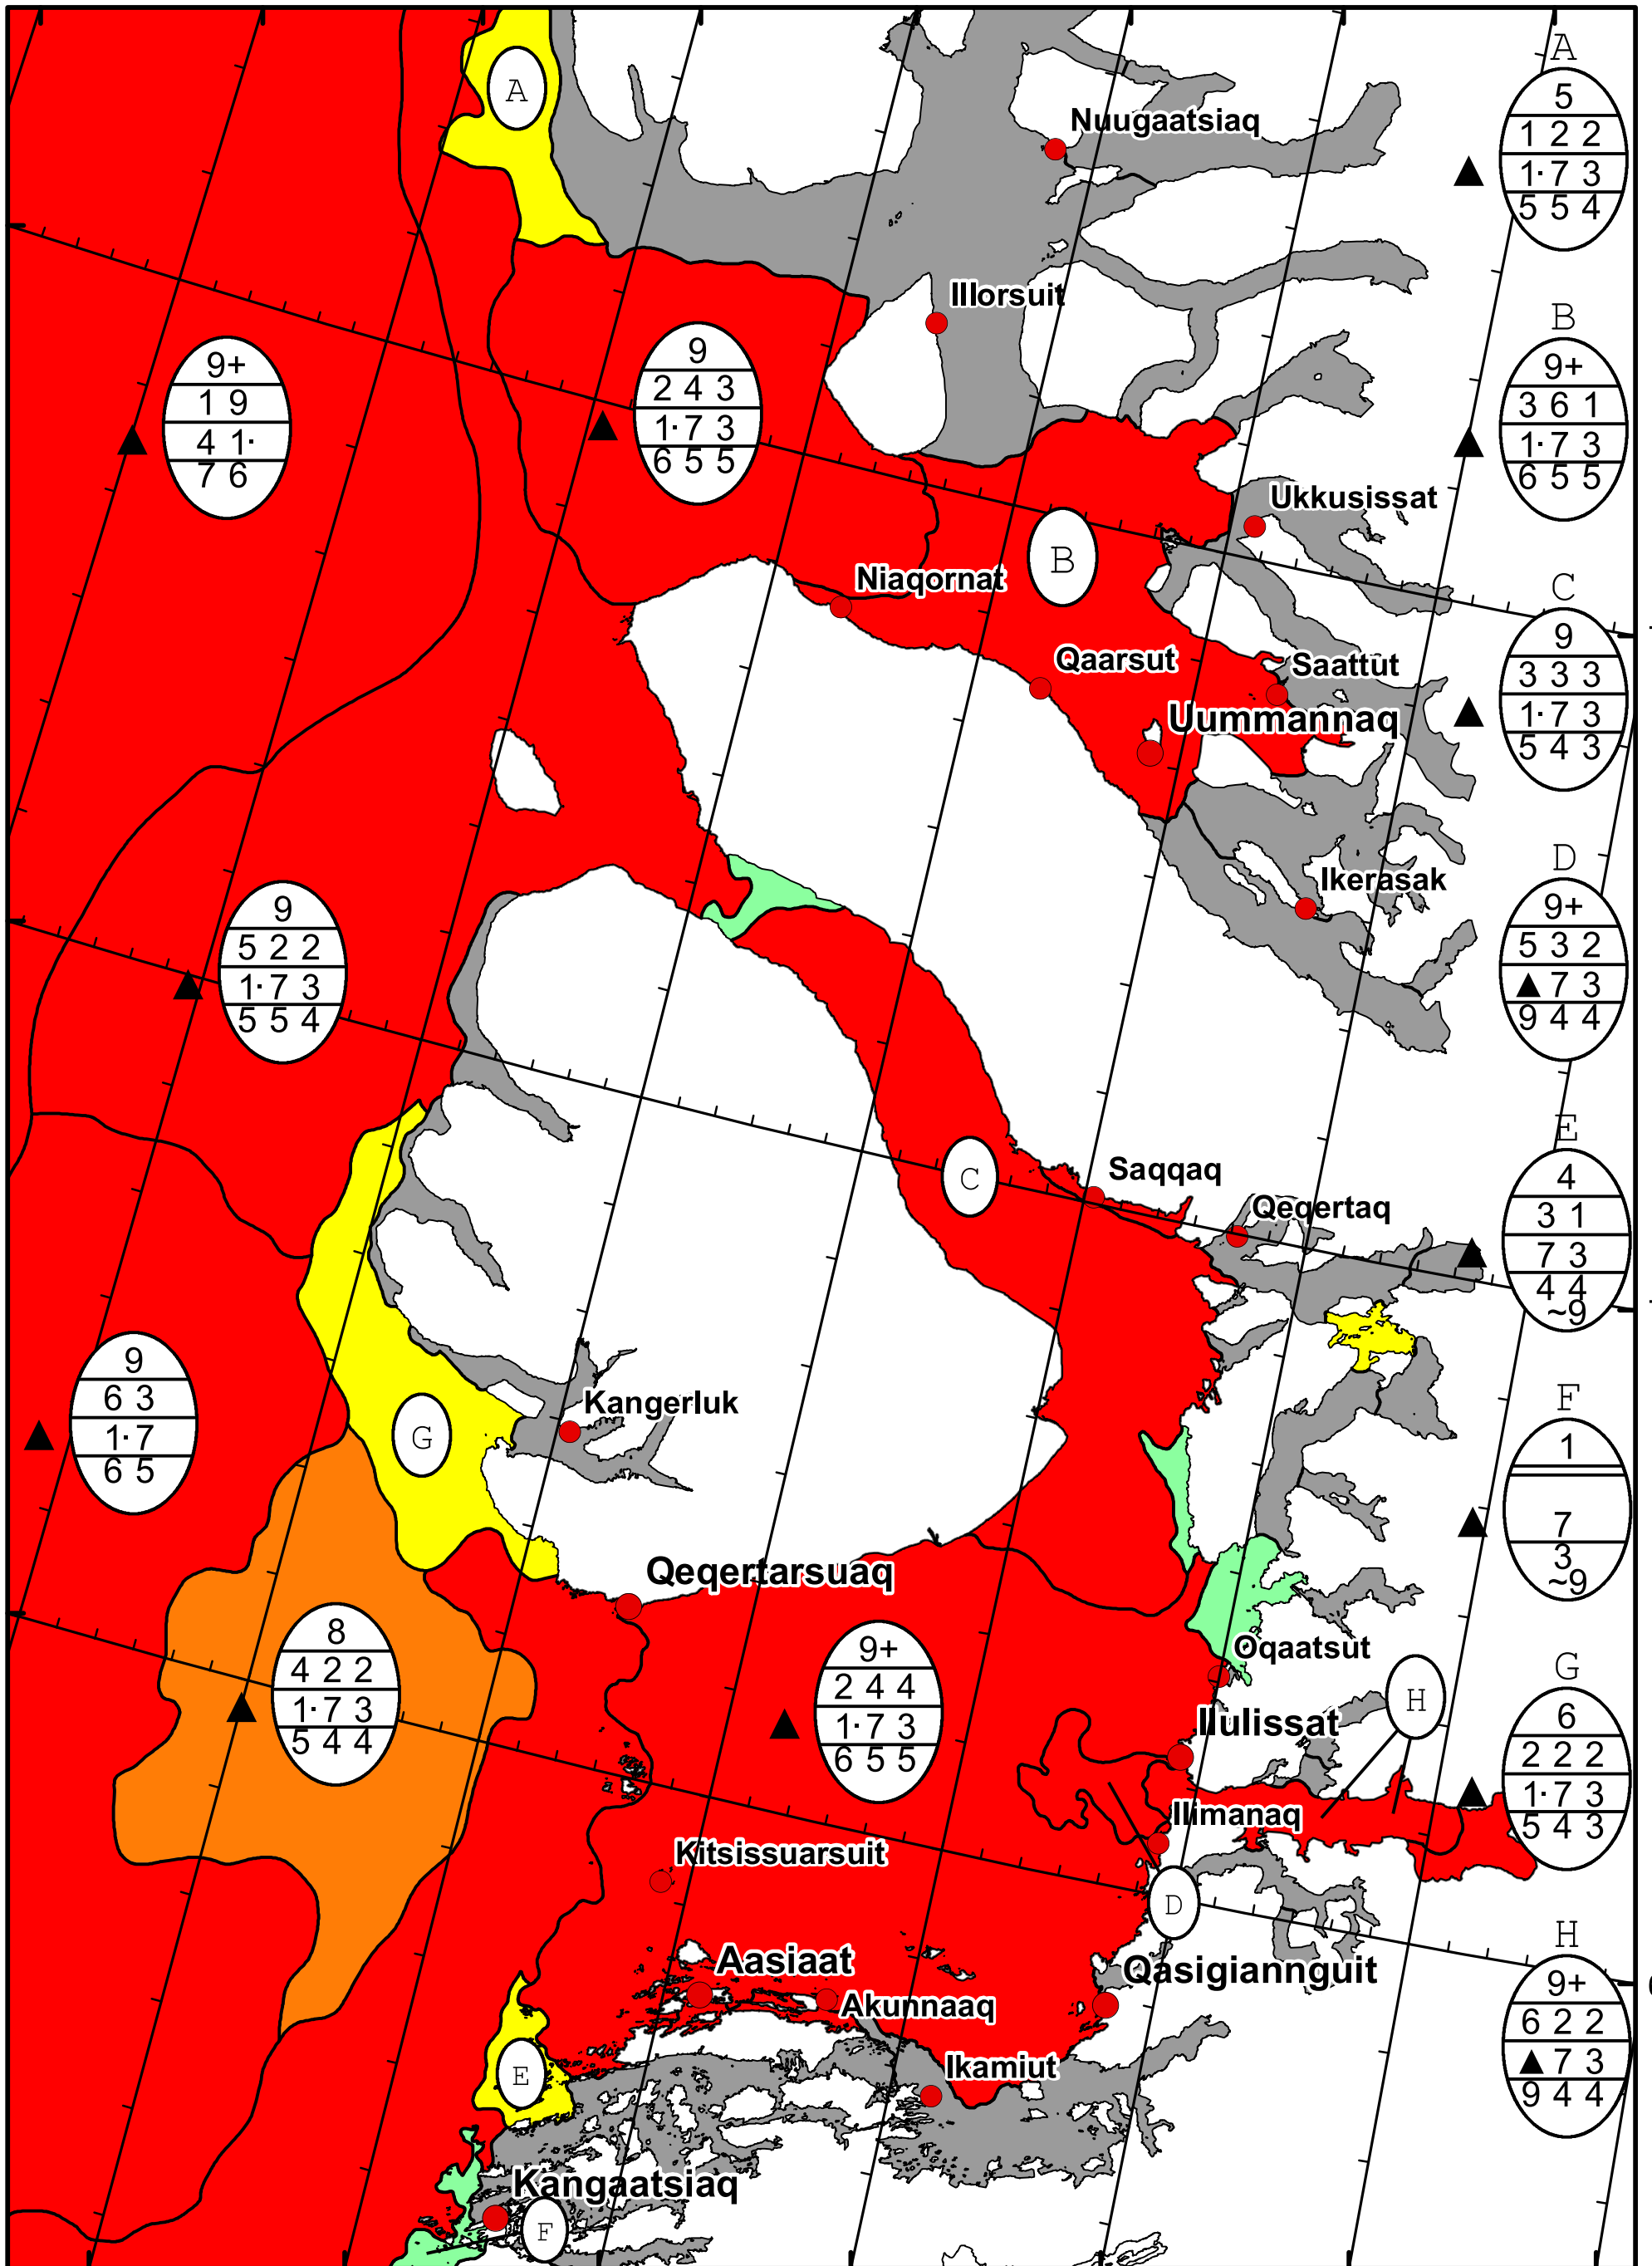 A
5
1 2 2
1· 7 3
5 5 4
A
Nuugaatsiaq
Illorsuit
B
9+
3 6 1
1· 7 3
6 5 5
9+
1 9
4 1·
7 6
9
2 4 3
1· 7 3
6 5 5
Ukkusissat
B
Niaqornat
C
9
3 3 3
1· 7 3
5 4 3
Qaarsut
Saattut
Uummannaq
Ikerasak
D
9+
5 3 2
▲ 7 3
9 4 4
9
5 2 2
1· 7 3
5 5 4
E
4
3 1
7 3
4 4
~9
C
Saqqaq
Qeqertaq
9
6 3
1· 7
6 5
G
Kangerluk
F
1
7
3
~9
Qeqertarsuaq
8
4 2 2
1· 7 3
5 4 4
9+
2 4 4
1· 7 3
6 5 5
Oqaatsut
H
G
6
2 2 2
1· 7 3
5 4 3
Ilulissat
Ilimanaq
Kitsissuarsuit
D
H
9+
6 2 2
▲ 7 3
9 4 4
Aasiaat
Qasigiannguit
Akunnaaq
E
Ikamiut
Kangaatsiaq
F